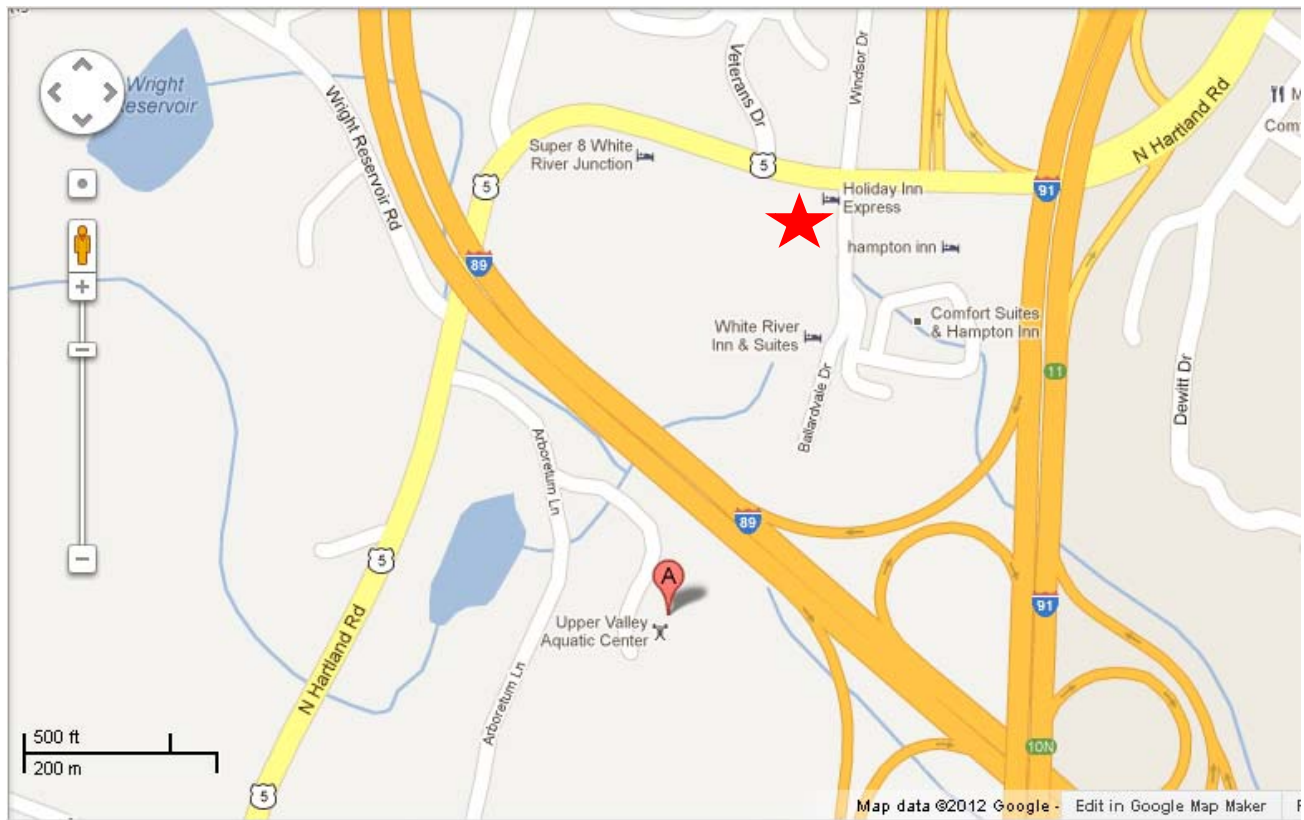 Wright
Reservoir
Wright Reservoir Rd
Veterans Dr
Windsor Dr
N Hartland Rd
Super 8 White
River Junction
5
5
91
Holiday Inn
Express
hampton inn
89
Comfort Suites
& Hampton Inn
White River
Inn & Suites
11
Dewitt Dr
Ballardvale Dr
Arboretum Ln
89
5
A
91
Upper Valley
Aquatic Center
N Hartland Rd
Arboretum Ln
500 ft
200 m
10N
5
Map data ©2012 Google - Edit in Google Map Maker